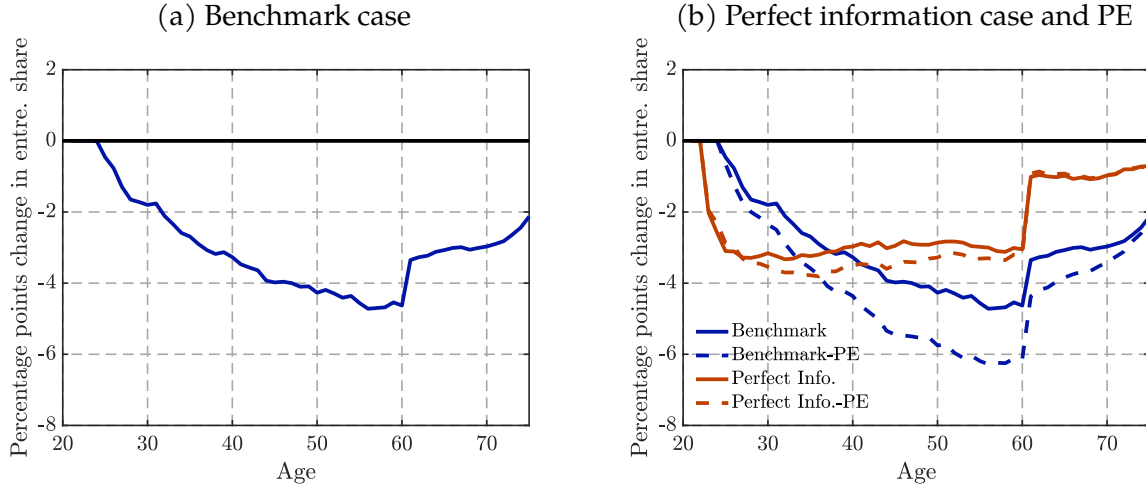 (a) Benchmark case
Percentage points change in entre. share
2
0
-2
-4
-6
-8
20
30
40
50
60
70
Age
(b) Perfect information case and PE
Percentage points change in entre. share
2
0
-2
-4
-6
-8
Benchmark
Benchmark-PE
Perfect Info.
Perfect Info.-PE
20
30
40
50
60
70
Age